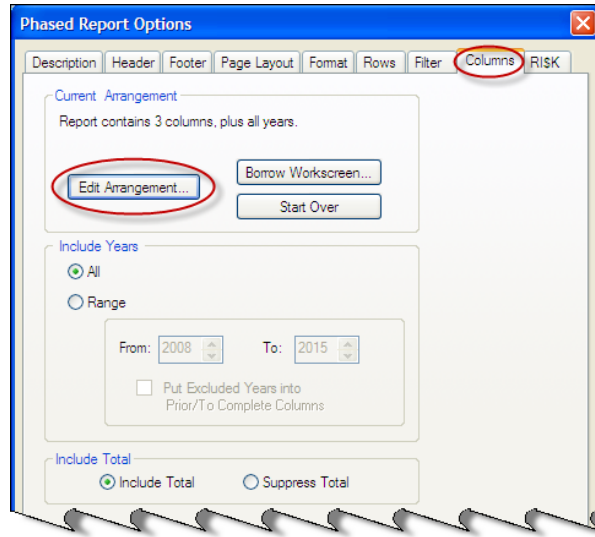 Phased Report Options
Description Header Footer Page Layout Format Rows Filter Columns RI$K
Current Arrangement
Report contains 3 columns, plus all years.
Edit Arrangement...
Borrow Workscreen...
Start Over
Include Years
All
Range
From: 2008 To: 2015
Put Excluded Years into
Prior/To Complete Columns
Include Total
Include Total Suppress Total